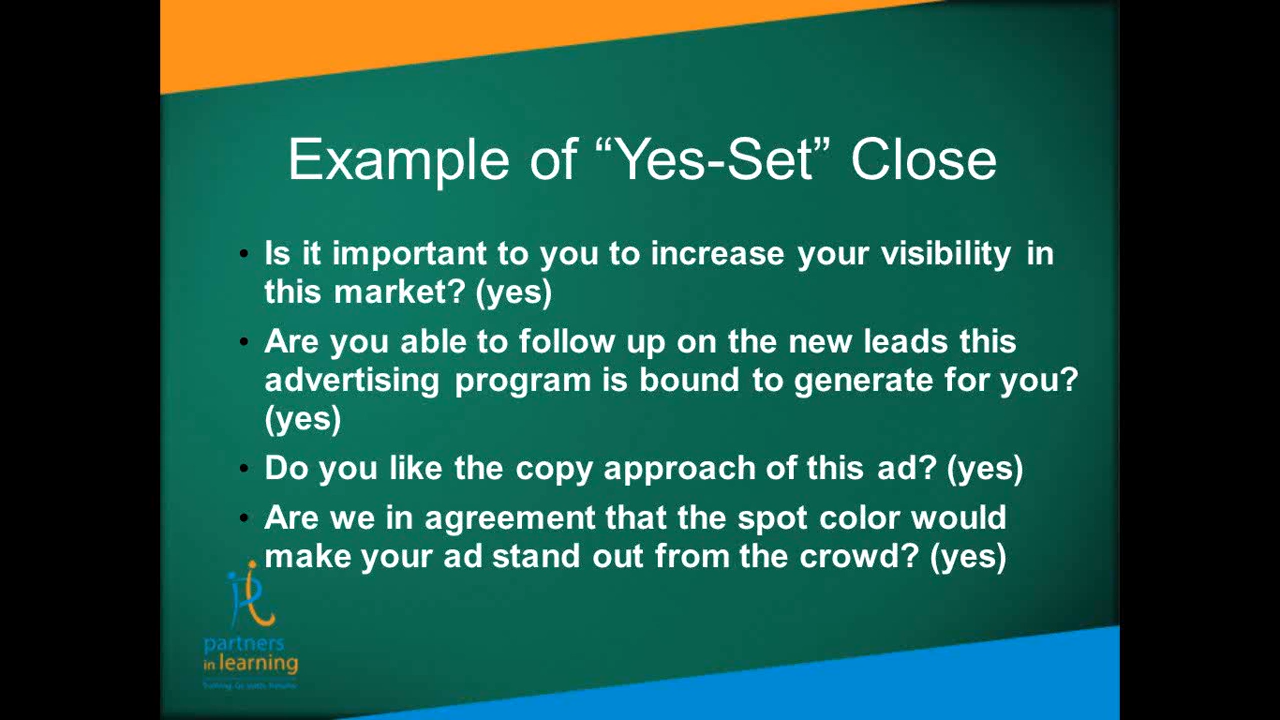 Example of “Yes-Set” Close
• Is it important to you to increase your visibility in
this market? (yes)
• Are you able to follow up on the new leads this
advertising program is bound to generate for you?
(yes)
• Do you like the copy approach of this ad? (yes)
• Are we in agreement that the spot color would
make your ad stand out from the crowd? (yes)
partners
in learning